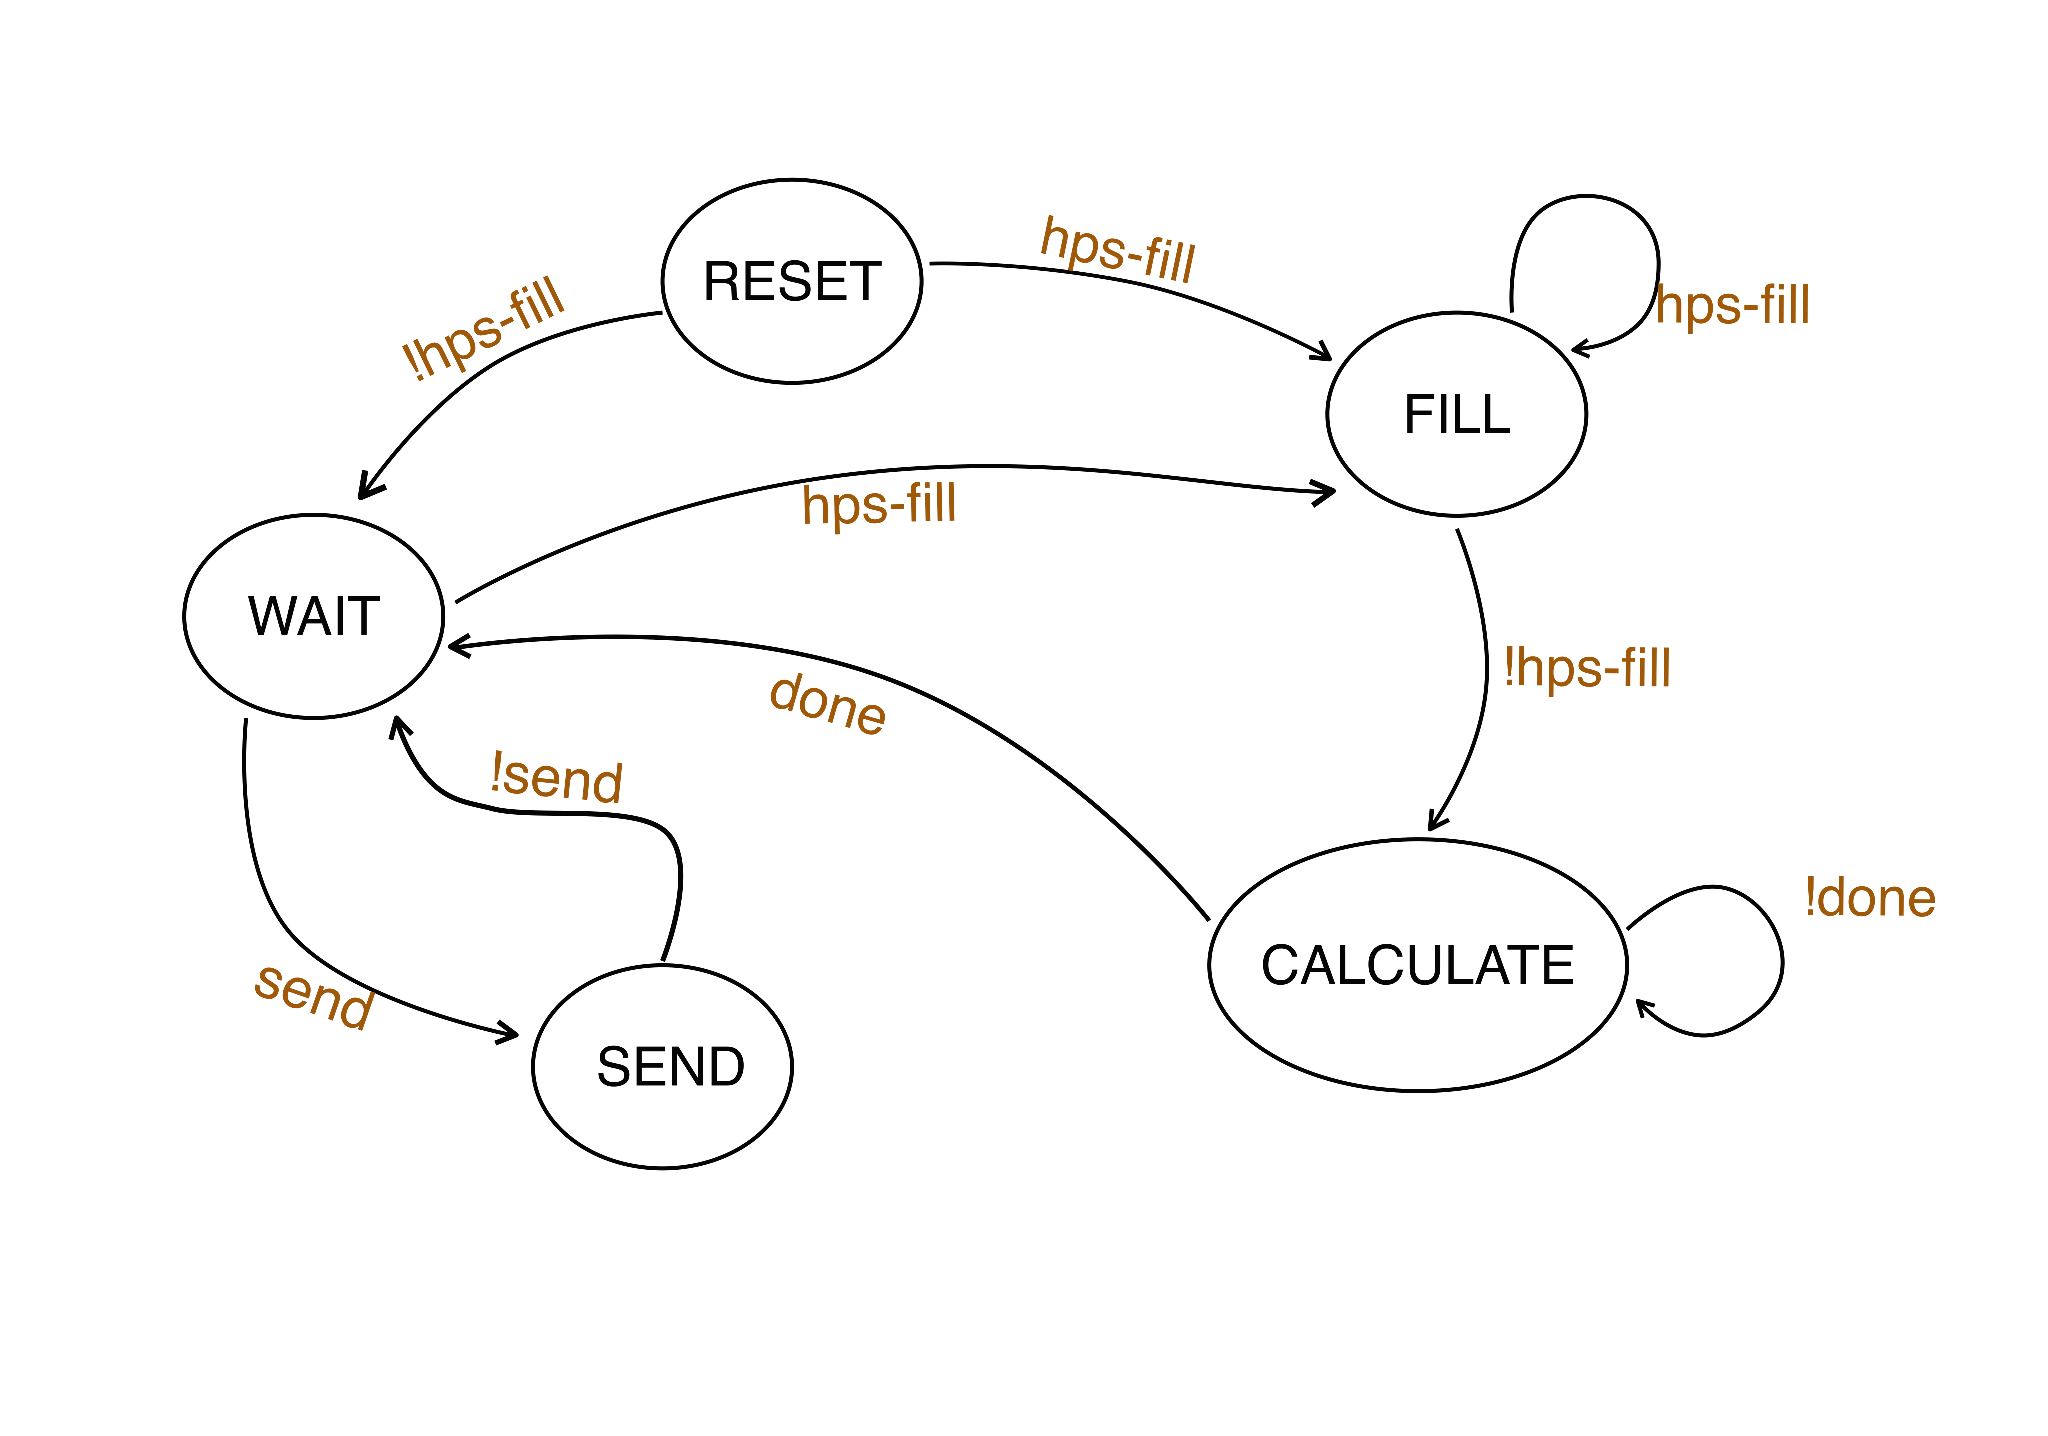 RESET
hps-fill
hps-fill
!hps-fill
FILL
hps-fill
WAIT
!hps-fill
done
!send
!done
send
CALCULATE
SEND